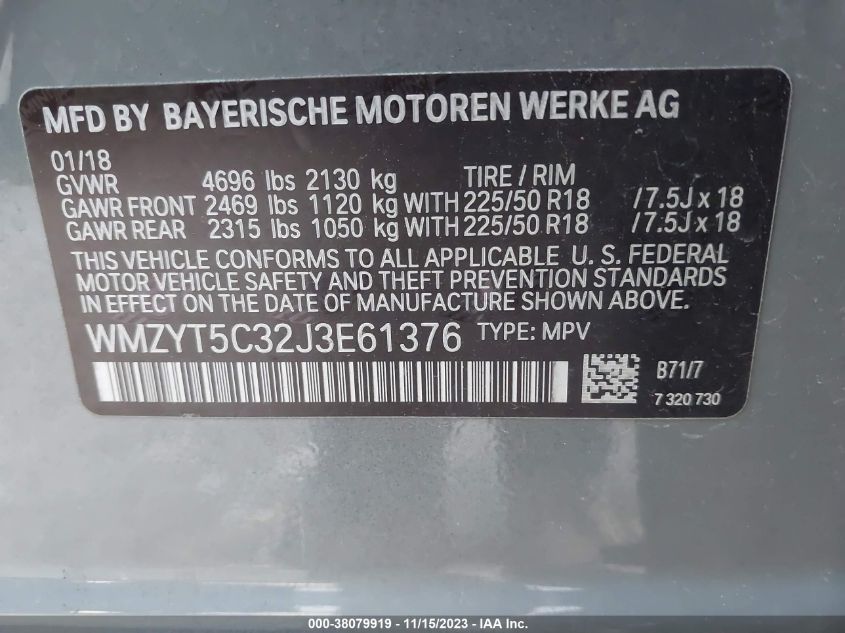 MFD BY BAYERISCHE MOTOREN WERKE AG
01/18
GVWR 4696 lbs 2130 kg TIRE / RIM
GAWR FRONT 2469 lbs 1120 kg WITH 225/50 R18 /7.5J x 18
GAWR REAR 2315 lbs 1050 kg WITH 225/50 R18 /7.5J x 18
THIS VEHICLE CONFORMS TO ALL APPLICABLE U. S. FEDERAL
MOTOR VEHICLE SAFETY AND THEFT PREVENTION STANDARDS
IN EFFECT ON THE DATE OF MANUFACTURE SHOWN ABOVE.
WMZYT5C32J3E61376 TYPE: MPV
B71/7
7 320 730
000-38079919 - 11/15/2023 - IAA Inc.